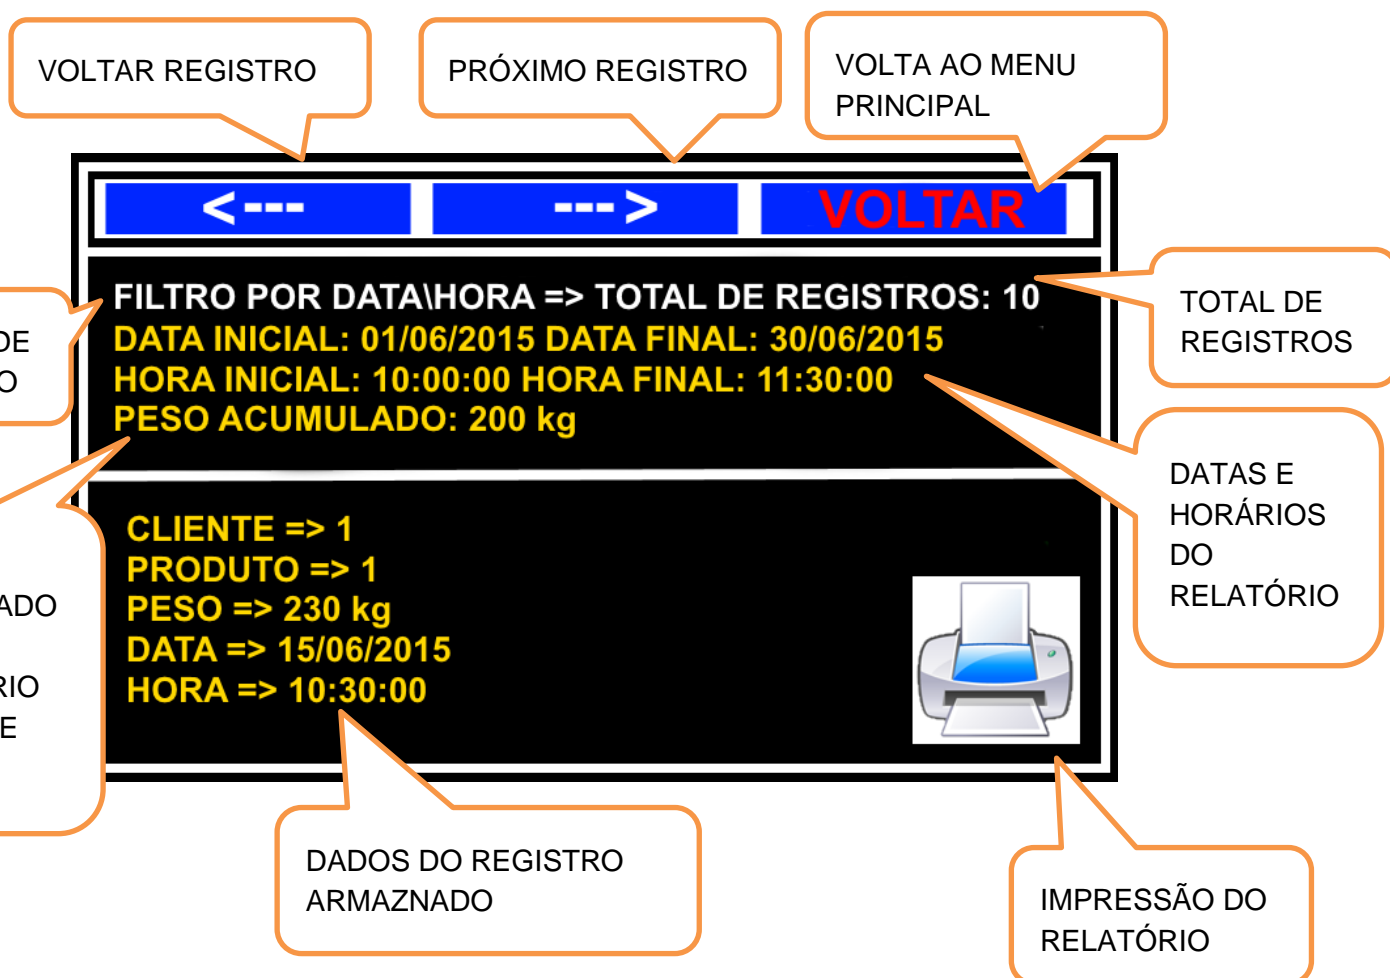 VOLTAR REGISTRO
PRÓXIMO REGISTRO
VOLTA AO MENU
PRINCIPAL
<---
--->
VOLTAR
FILTRO POR DATA\HORA => TOTAL DE REGISTROS: 10
DATA INICIAL: 01/06/2015 DATA FINAL: 30/06/2015
HORA INICIAL: 10:00:00 HORA FINAL: 11:30:00
PESO ACUMULADO: 200 kg
TOTAL DE
REGISTROS
DATAS E
HORÁRIOS
DO
RELATÓRIO
CLIENTE => 1
PRODUTO => 1
PESO => 230 kg
DATA => 15/06/2015
HORA => 10:30:00
DADOS DO REGISTRO
ARMAZNADO
IMPRESSÃO DO
RELATÓRIO